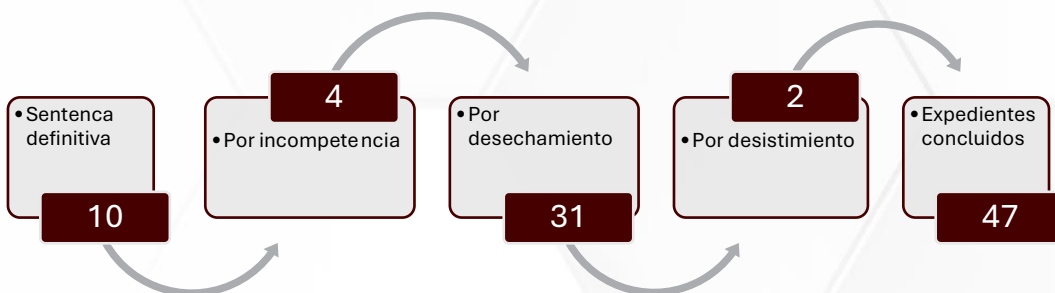 • Sentenca
definitiva
10
4
• Por incompetencia
• Por
desechamiento
31
2
• Por desistimiento
• Expedientes
concluidos
47